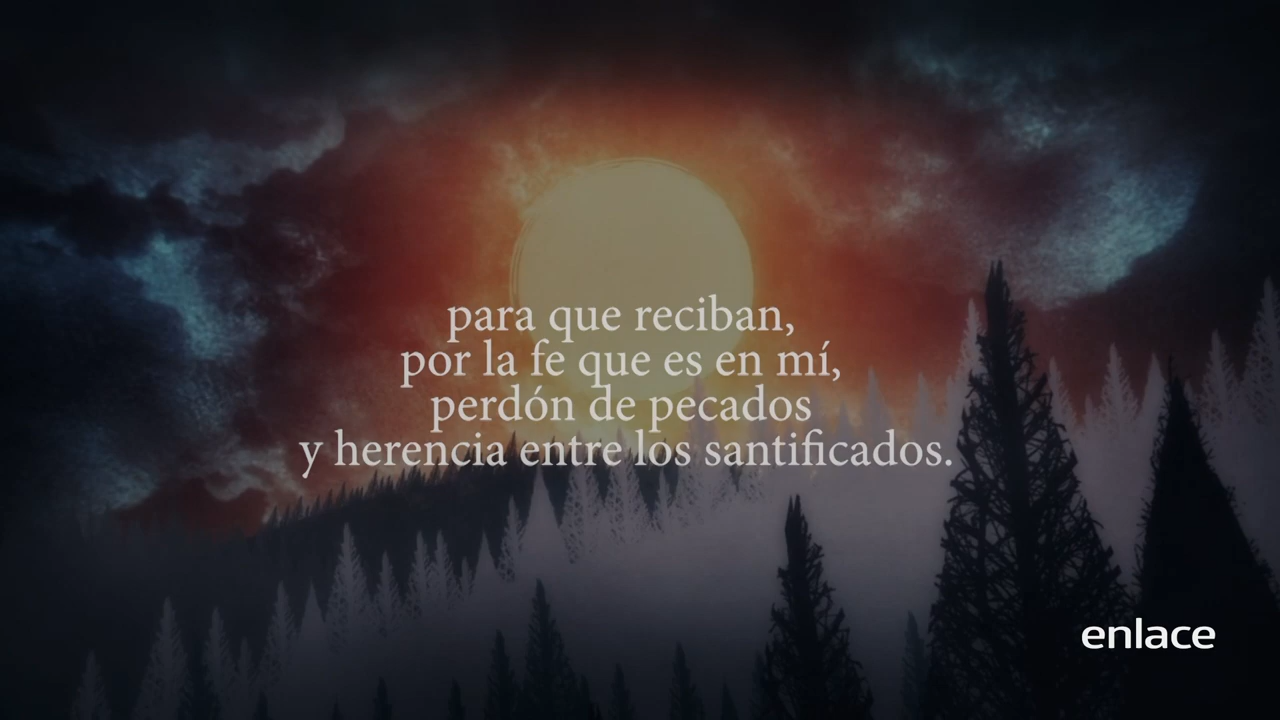 para que reciban,
por la fe que es en mí,
perdón de pecados
y herencia entre los santificados.
enlace